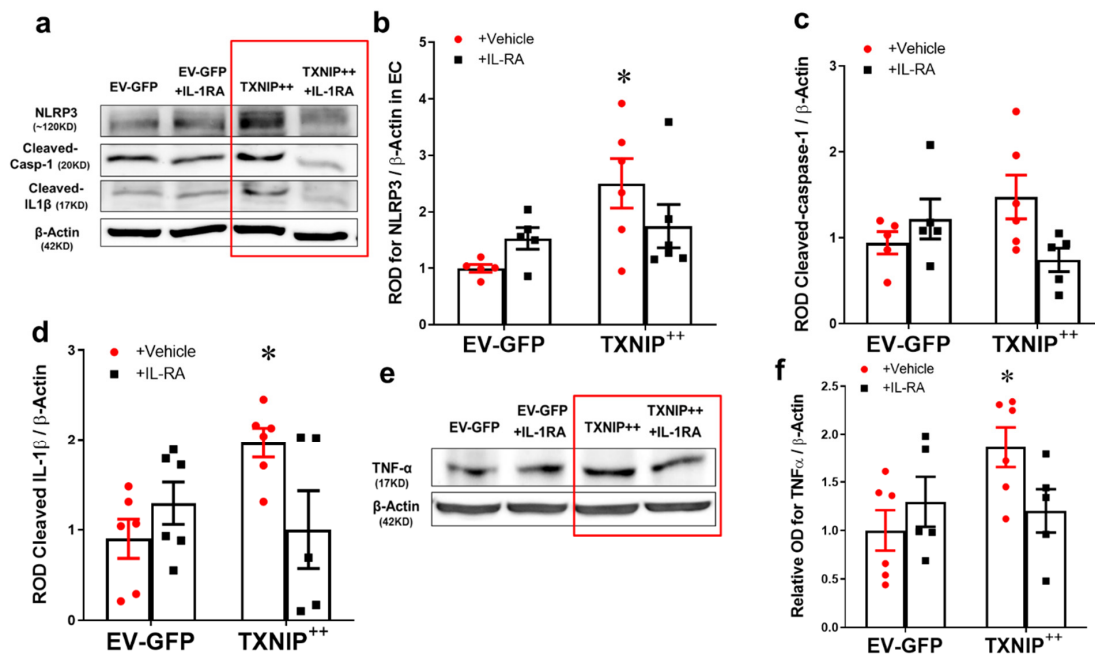 a
EV-GFP
EV-GFP
+IL-1RA
TXNIP++
TXNIP++
+IL-1RA
NLRP3
(~120KD)
Cleaved-
Casp-1 (20KD)
Cleaved-
IL1β (17KD)
β-Actin
(42KD)
b
+Vehicle
+IL-RA
ROD for NLRP3 / β-Actin in EC
5
4
3
2
1
0
*
EV-GFP
TXNIP++
c
+Vehicle
+IL-RA
ROD Cleaved-caspase-1 / β-Actin
3
2
1
0
EV-GFP
TXNIP++
d
+Vehicle
+IL-RA
ROD Cleaved IL-1β / β-Actin
3
2
1
0
*
EV-GFP
TXNIP++
e
EV-GFP
EV-GFP
+IL-1RA
TXNIP++
TXNIP++
+IL-1RA
TNF-α
(17KD)
β-Actin
(42KD)
f
+Vehicle
+IL-RA
Relative OD for TNFα / β-Actin
2.5
2.0
1.5
1.0
0.5
0.0
*
EV-GFP
TXNIP++